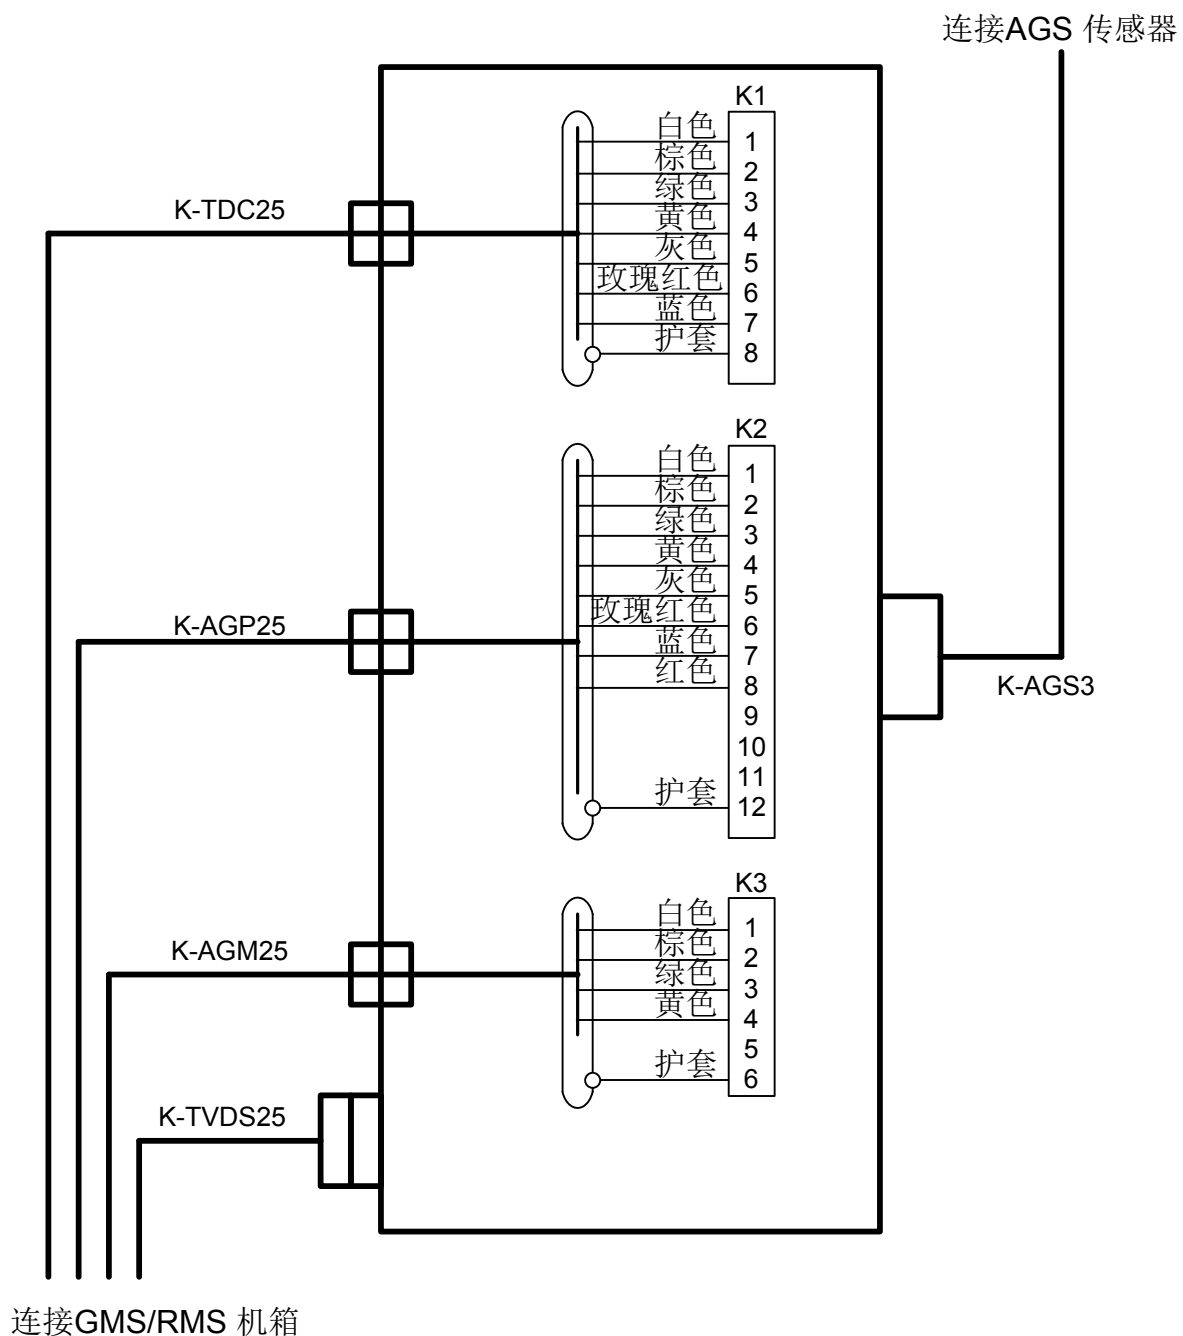 连接AGS 传感器
K1
白色 1
棕色 2
绿色 3
黄色 4
灰色 5
玫瑰红色 6
蓝色 7
护套 8
K-TDC25
K2
白色 1
棕色 2
绿色 3
黄色 4
灰色 5
玫瑰红色 6
蓝色 7
红色 8
9
10
11
护套 12
K-AGP25
K-AGS3
K3
白色 1
棕色 2
绿色 3
黄色 4
5
护套 6
K-AGM25
K-TVDS25
连接GMS/RMS 机箱